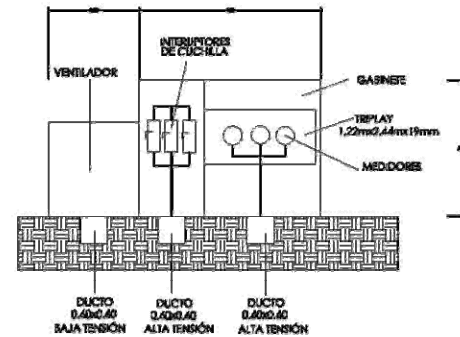 INTERUPTORES
DE CUCHILLA
VENTILADOR
GABINETE
TRIPLAY
1.22mx2.44mx19mm
MEDIDORES
DUCTO
0.40x0.40
BAJA TENSIÓN
DUCTO
0.40x0.40
ALTA TENSIÓN
DUCTO
0.40x0.40
ALTA TENSIÓN